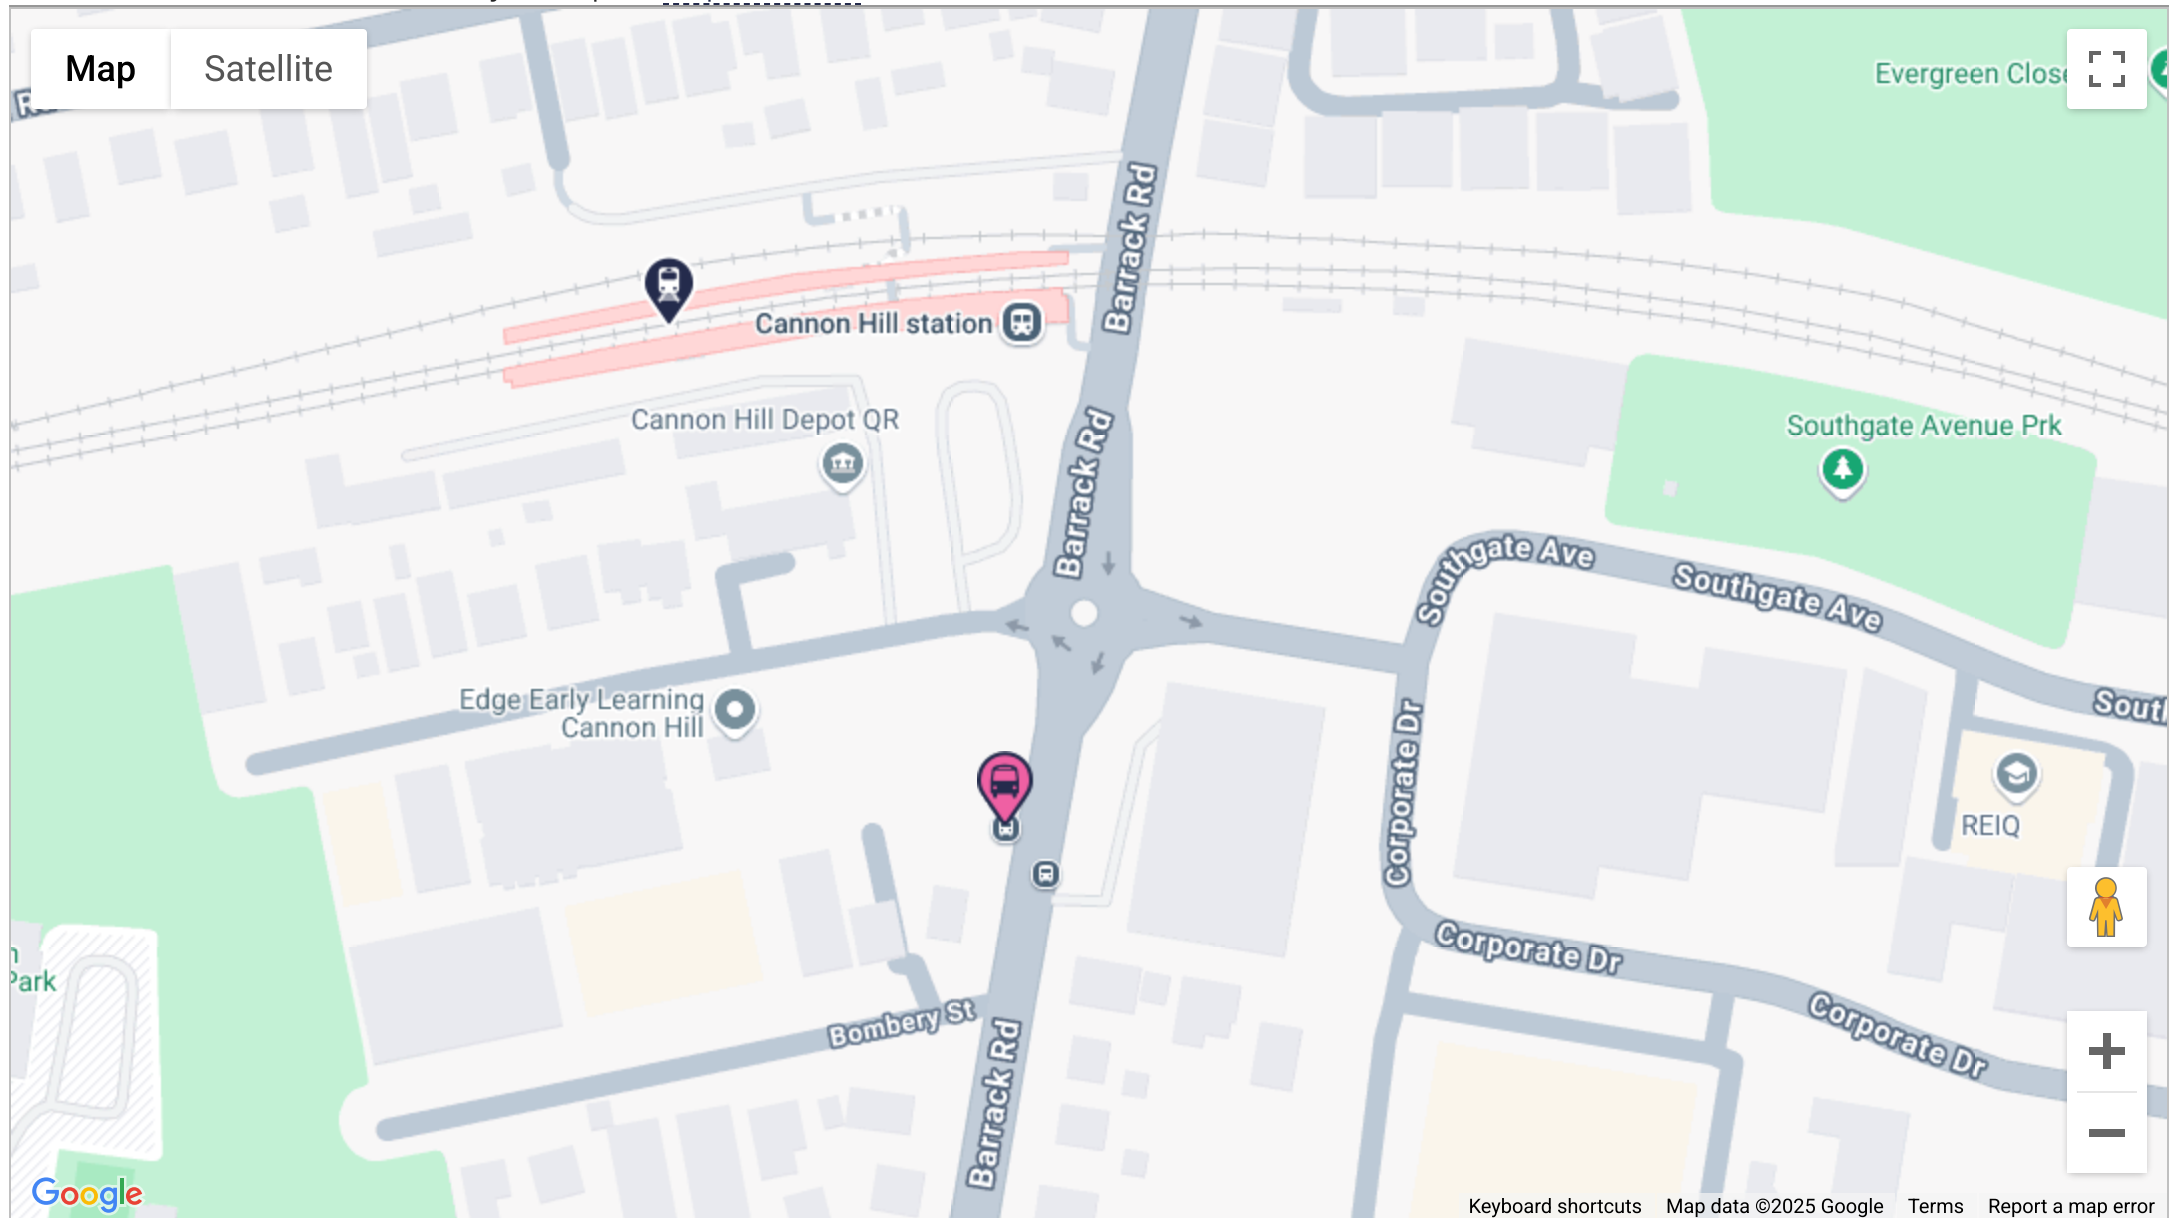 Map
Satellite
Evergreen Close
Barrack Rd
Cannon Hill station
Cannon Hill Depot QR
Barrack Rd
Southgate Avenue Prk
Southgate Ave
Southgate Ave
Edge Early Learning
Cannon Hill
Corporate Dr
REIQ
Corporate Dr
Park
Bombery St
Corporate Dr
Barrack Rd
Google
Keyboard shortcuts
Map data ©2025 Google
Terms
Report a map error